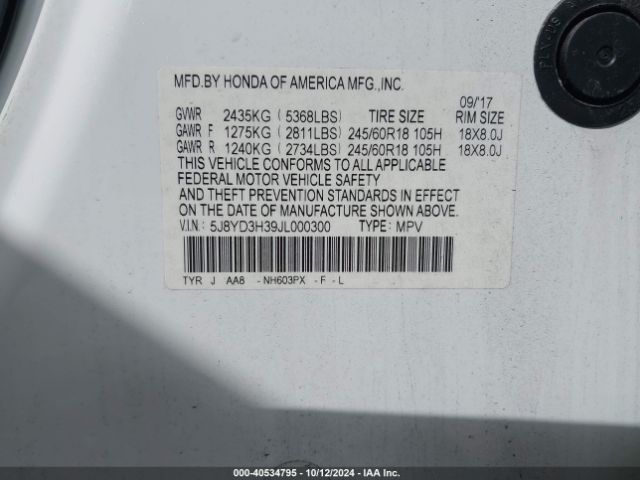 MFD.BY HONDA OF AMERICA MFG.,INC.
09/'17
GVWR 2435KG (5368LBS) TIRE SIZE RIM SIZE
GAWR F 1275KG (2811LBS) 245/60R18 105H 18X8.0J
GAWR R 1240KG (2734LBS) 245/60R18 105H 18X8.0J
THIS VEHICLE CONFORMS TO ALL APPLICABLE
FEDERAL MOTOR VEHICLE SAFETY
AND THEFT PREVENTION STANDARDS IN EFFECT
ON THE DATE OF MANUFACTURE SHOWN ABOVE.
V.I.N.: 5J8YD3H39JL000300 TYPE: MPV
TYR J AA8 -NH603PX -F -L
000-40534795 - 10/12/2024 - IAA Inc.